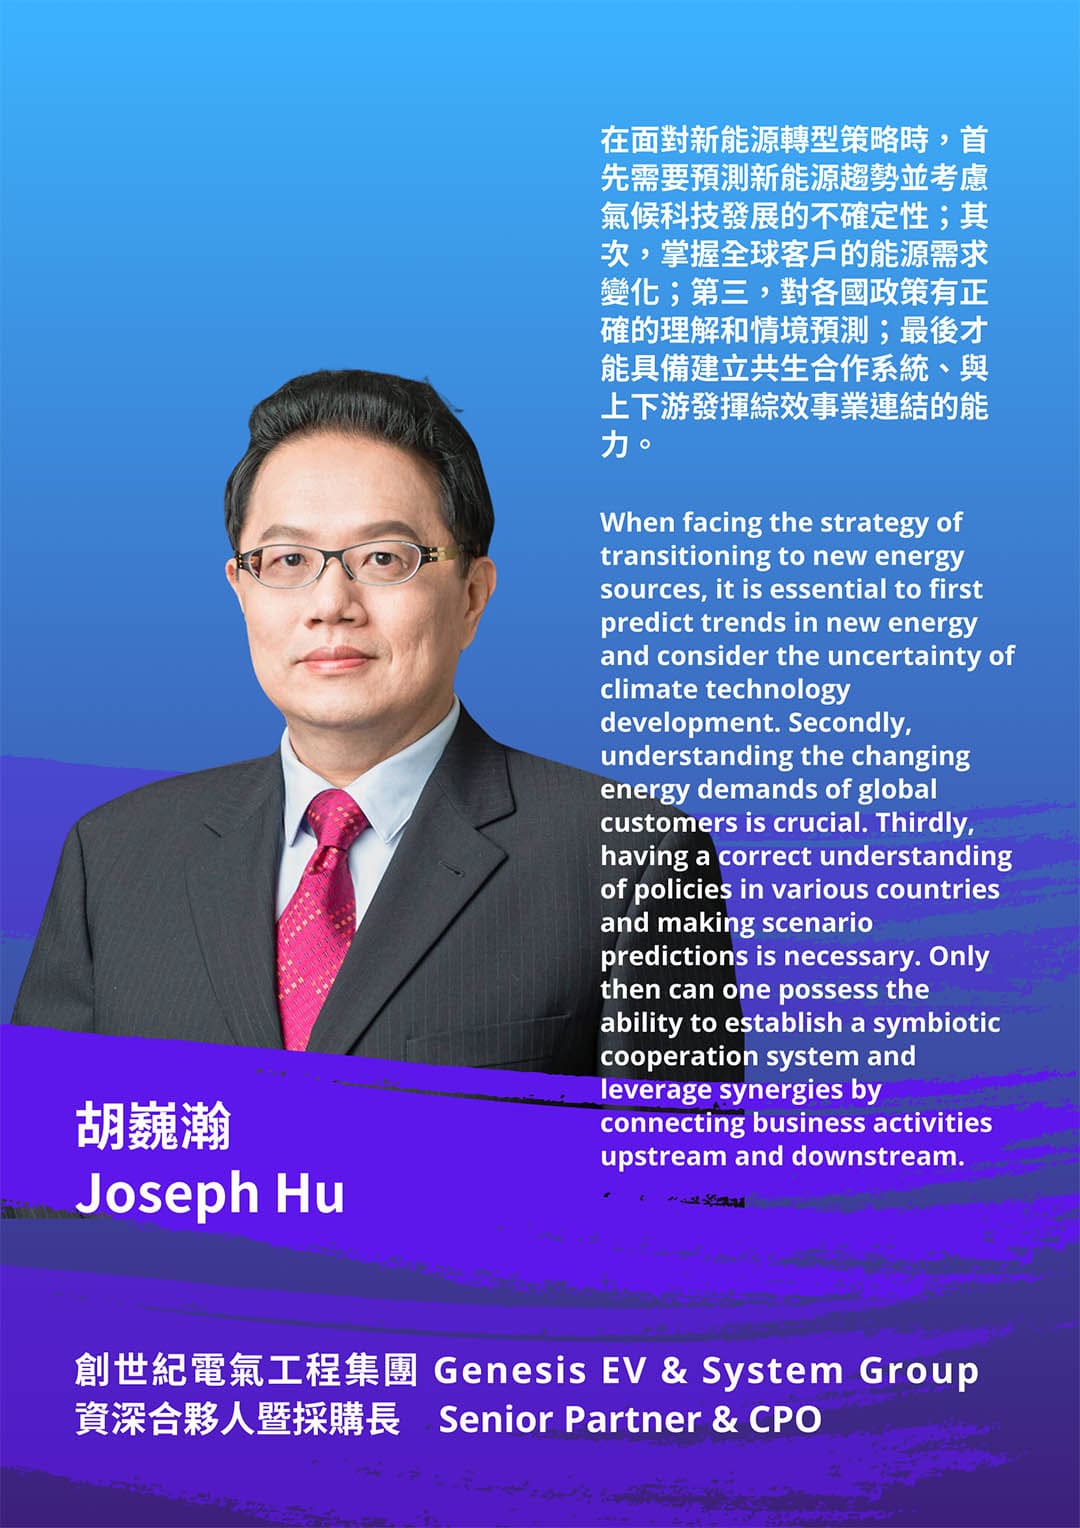 在面對新能源轉型策略時，首
先需要預測新能源趨勢並考慮
氣候科技發展的不確定性；其
次，掌握全球客戶的能源需求
變化；第三，對各國政策有正
確的理解和情境預測；最後才
能具備建立共生合作系統、與
上下游發揮綜效事業連結的能
力。
When facing the strategy of
transitioning to new energy
sources, it is essential to first
predict trends in new energy
and consider the uncertainty of
climate technology
development. Secondly,
understanding the changing
energy demands of global
customers is crucial. Thirdly,
having a correct understanding
of policies in various countries
and making scenario
predictions is necessary. Only
then can one possess the
ability to establish a symbiotic
cooperation system and
leverage synergies by
connecting business activities
upstream and downstream.
胡巍瀚
Joseph Hu
創世紀電氣工程集團 Genesis EV & System Group
資深合夥人暨採購長 Senior Partner & CPO